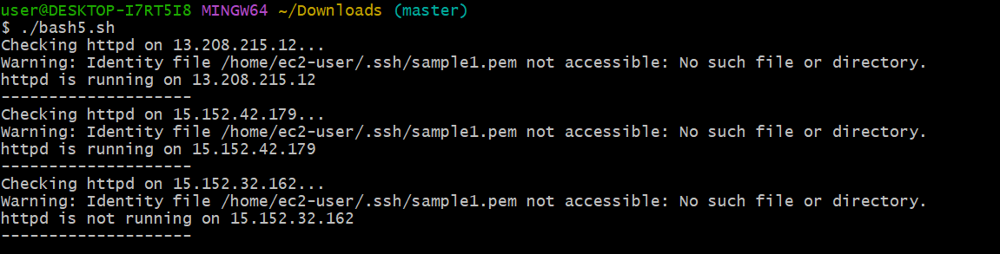 user@DESKTOP-I7RT5I8 MINGW64 ~/Downloads (master)
$ ./bash5.sh
Checking httpd on 13.208.215.12...
Warning: Identity file /home/ec2-user/.ssh/sample1.pem not accessible: No such file or directory.
httpd is running on 13.208.215.12
--------------------
Checking httpd on 15.152.42.179...
Warning: Identity file /home/ec2-user/.ssh/sample1.pem not accessible: No such file or directory.
httpd is running on 15.152.42.179
--------------------
Checking httpd on 15.152.32.162...
Warning: Identity file /home/ec2-user/.ssh/sample1.pem not accessible: No such file or directory.
httpd is not running on 15.152.32.162
--------------------